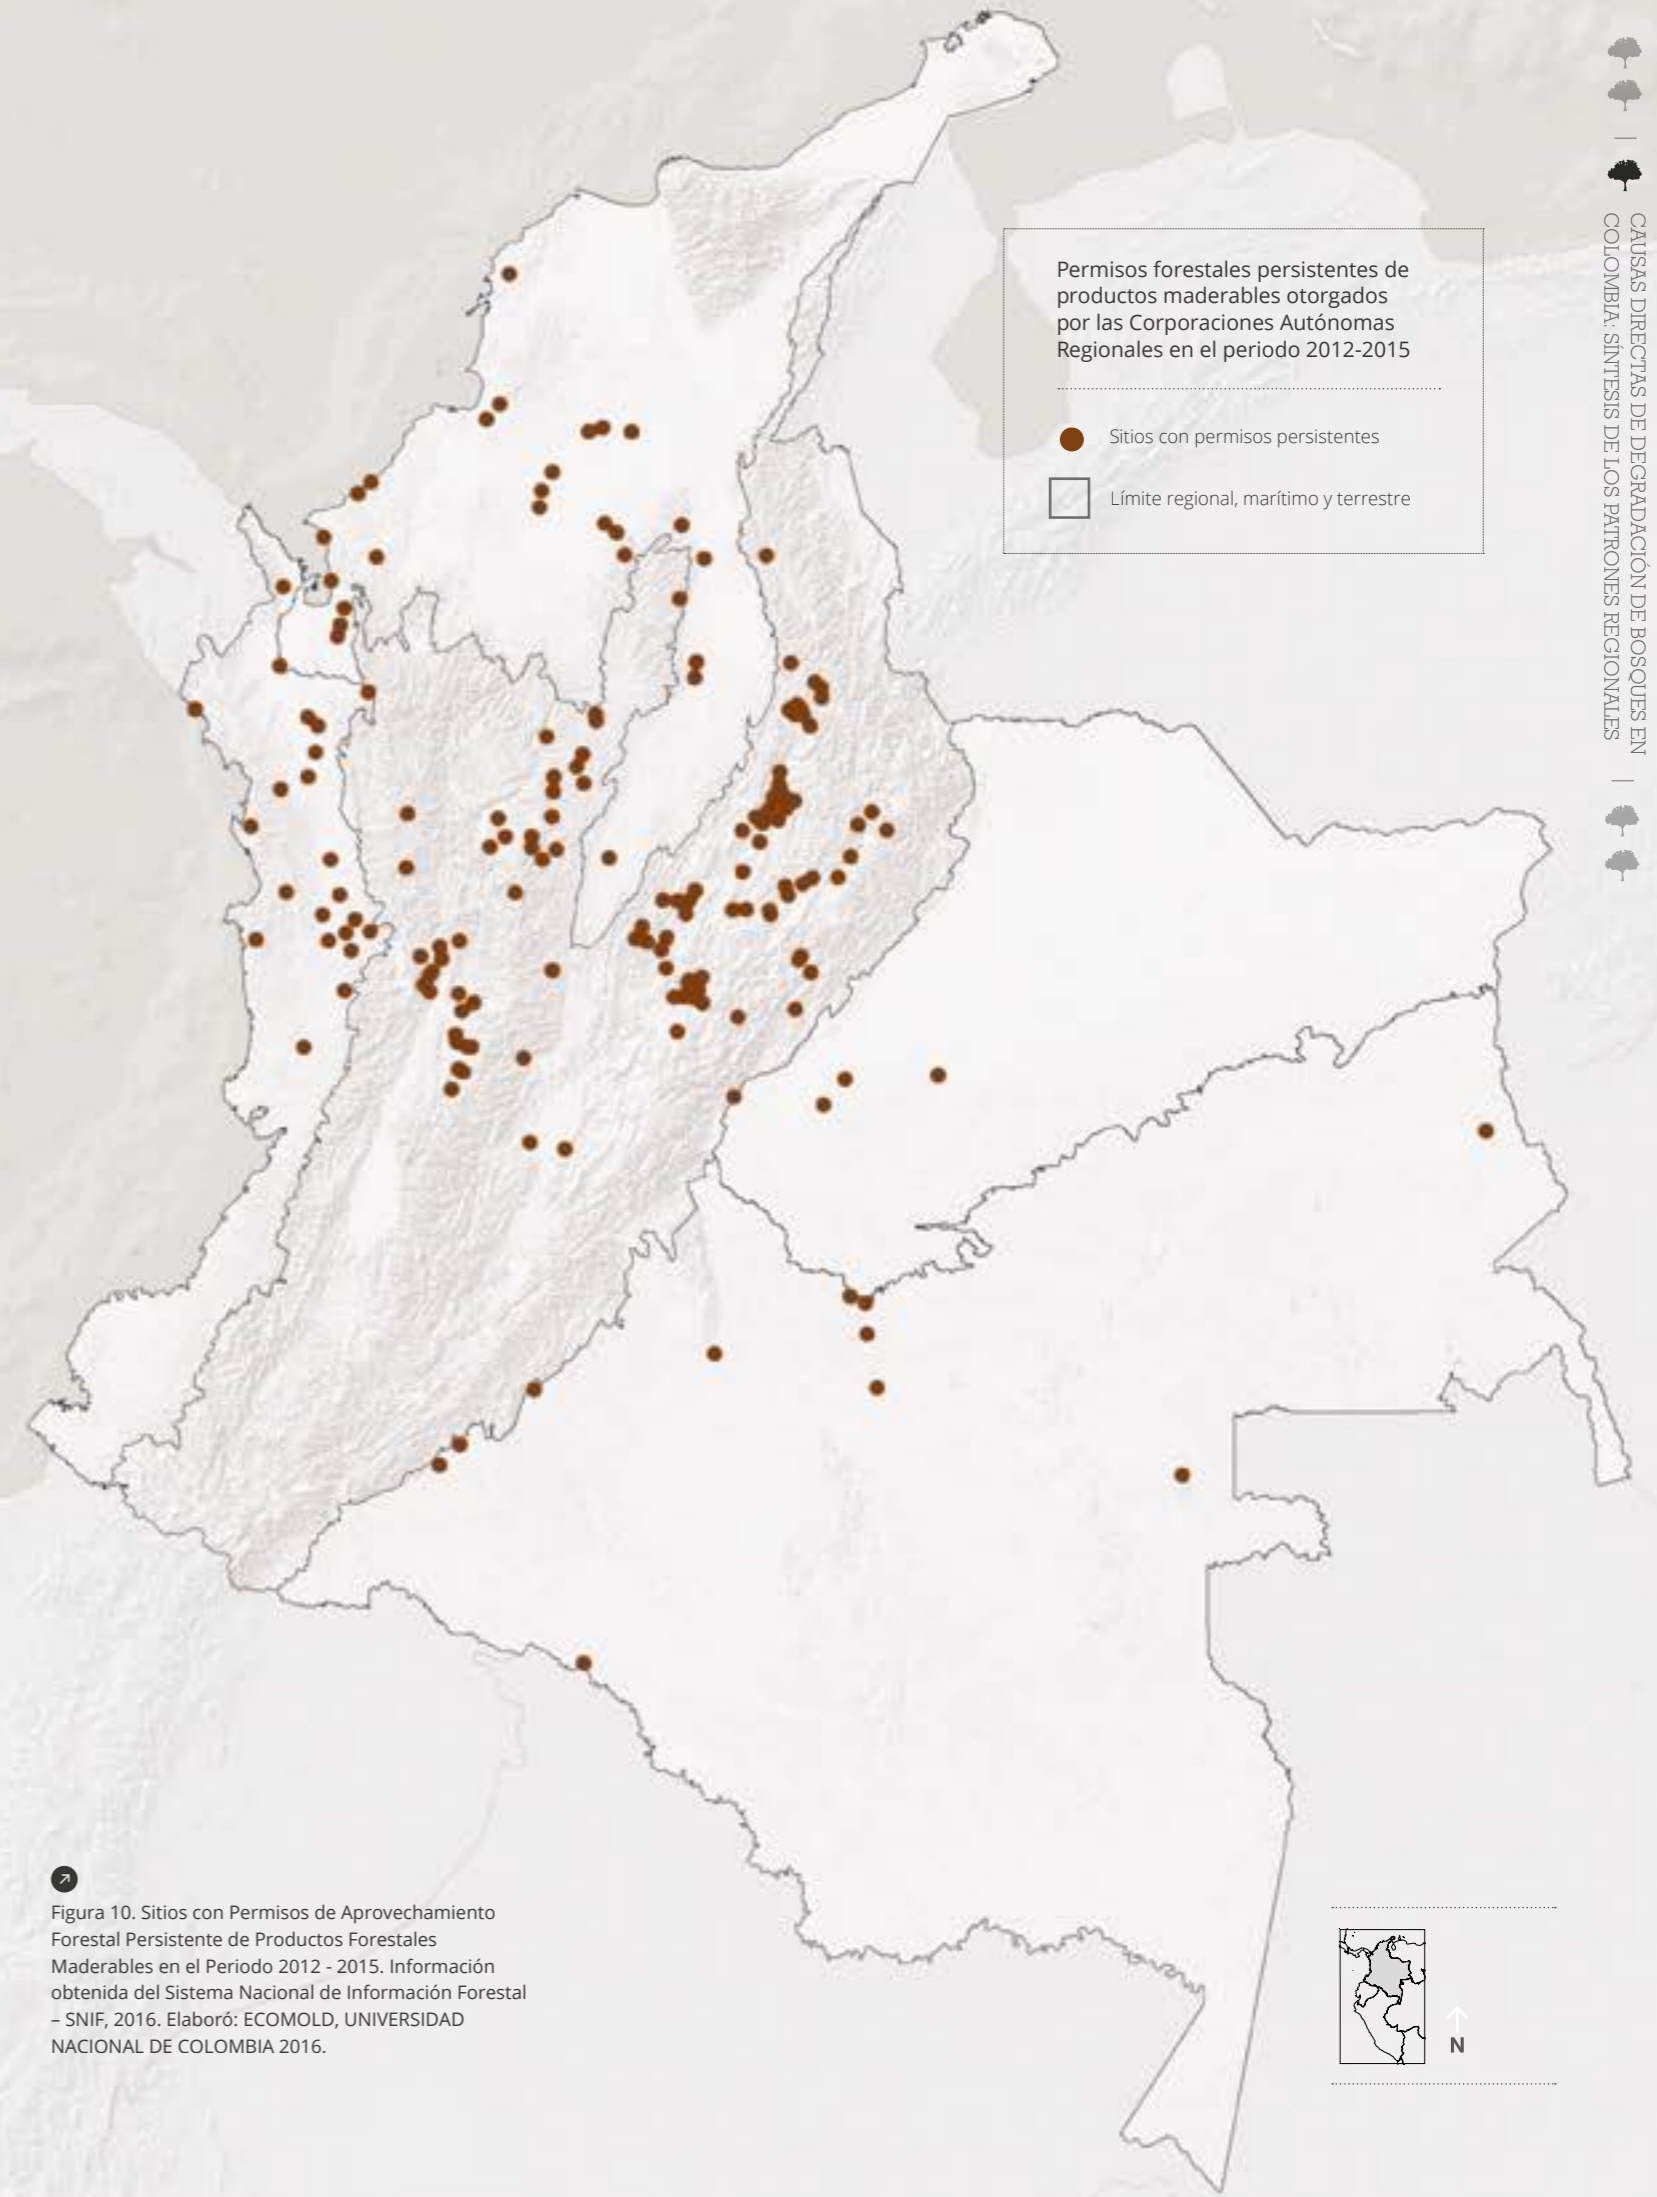 Permisos forestales persistentes de
productos maderables otorgados
por las Corporaciones Autónomas
Regionales en el periodo 2012-2015
Sitios con permisos persistentes
Límite regional, marítimo y terrestre
CAUSAS DIRECTAS DE DEGRADACIÓN DE BOSQUES EN
COLOMBIA: SÍNTESIS DE LOS PATRONES REGIONALES
Figura 10. Sitios con Permisos de Aprovechamiento
Forestal Persistente de Productos Forestales
Maderables en el Periodo 2012 - 2015. Información
obtenida del Sistema Nacional de Información Forestal
– SNIF, 2016. Elaboró: ECOMOLD, UNIVERSIDAD
NACIONAL DE COLOMBIA 2016.
N